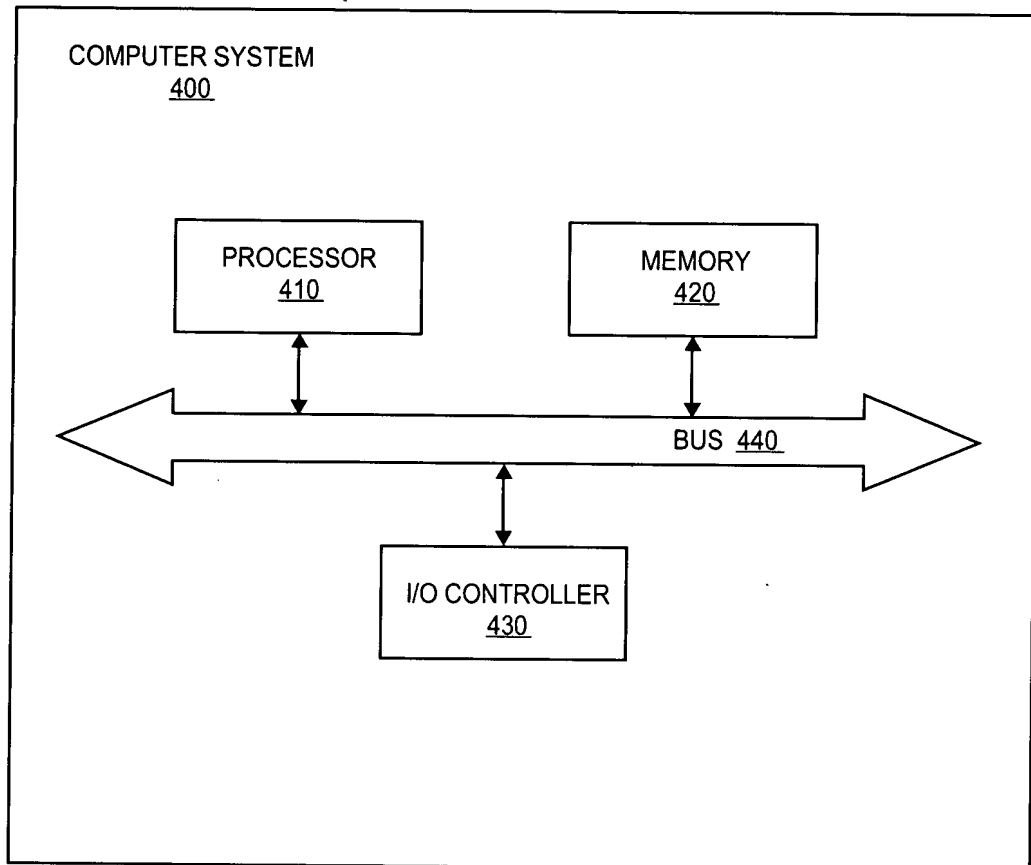 COMPUTER SYSTEM
400
PROCESSOR
410
MEMORY
420
BUS 440
I/O CONTROLLER
430